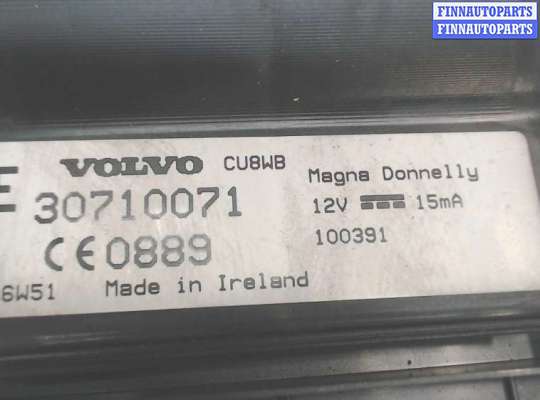 FINNAUTOPARTS
FINNAUTOPARTS
VOLVO CU8WB
30710071
CE0889
6W51 Made in Ireland
Magna Donnelly
12V 15mA
100391